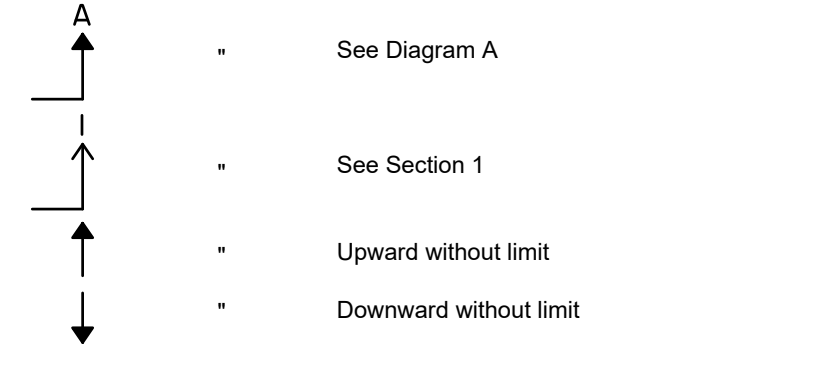 A
" See Diagram A
I
" See Section 1
" Upward without limit
" Downward without limit